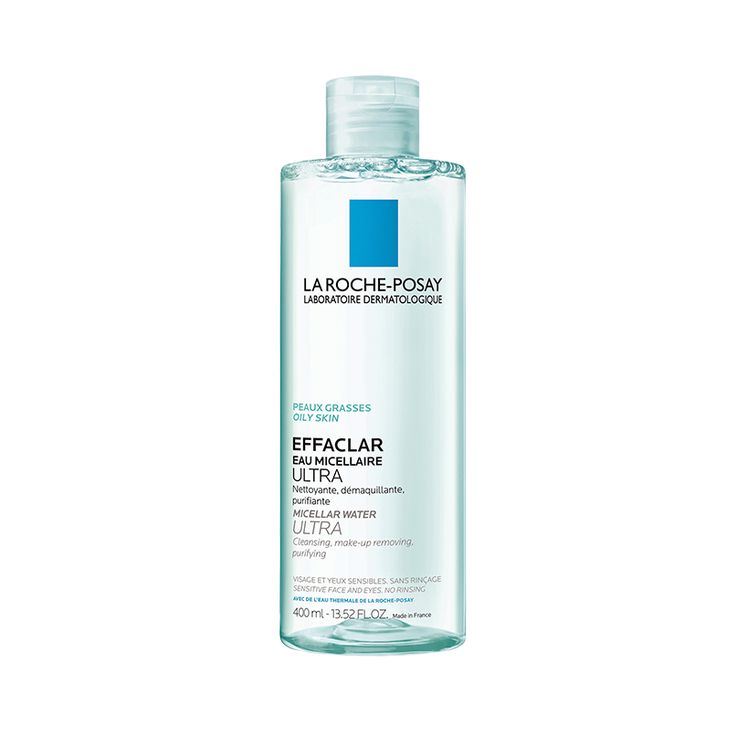 LA ROCHE-POSAY
LABORATOIRE DERMATOLOGIQUE
PEAUX GRASSES
OILY SKIN
EFFACLAR
EAU MICELLAIRE
ULTRA
Nettoyante, démaquillante,
purifiante
MICELLAR WATER
ULTRA
Cleansing, make-up removing,
purifying
VISAGE ET YEUX SENSIBLES. SANS RINÇAGE
SENSITIVE FACE AND EYES. NO RINSING
AVEC DE L'EAU THERMALE DE LA ROCHE-POSAY
400 ml - 13.52 FL.OZ. Made in France